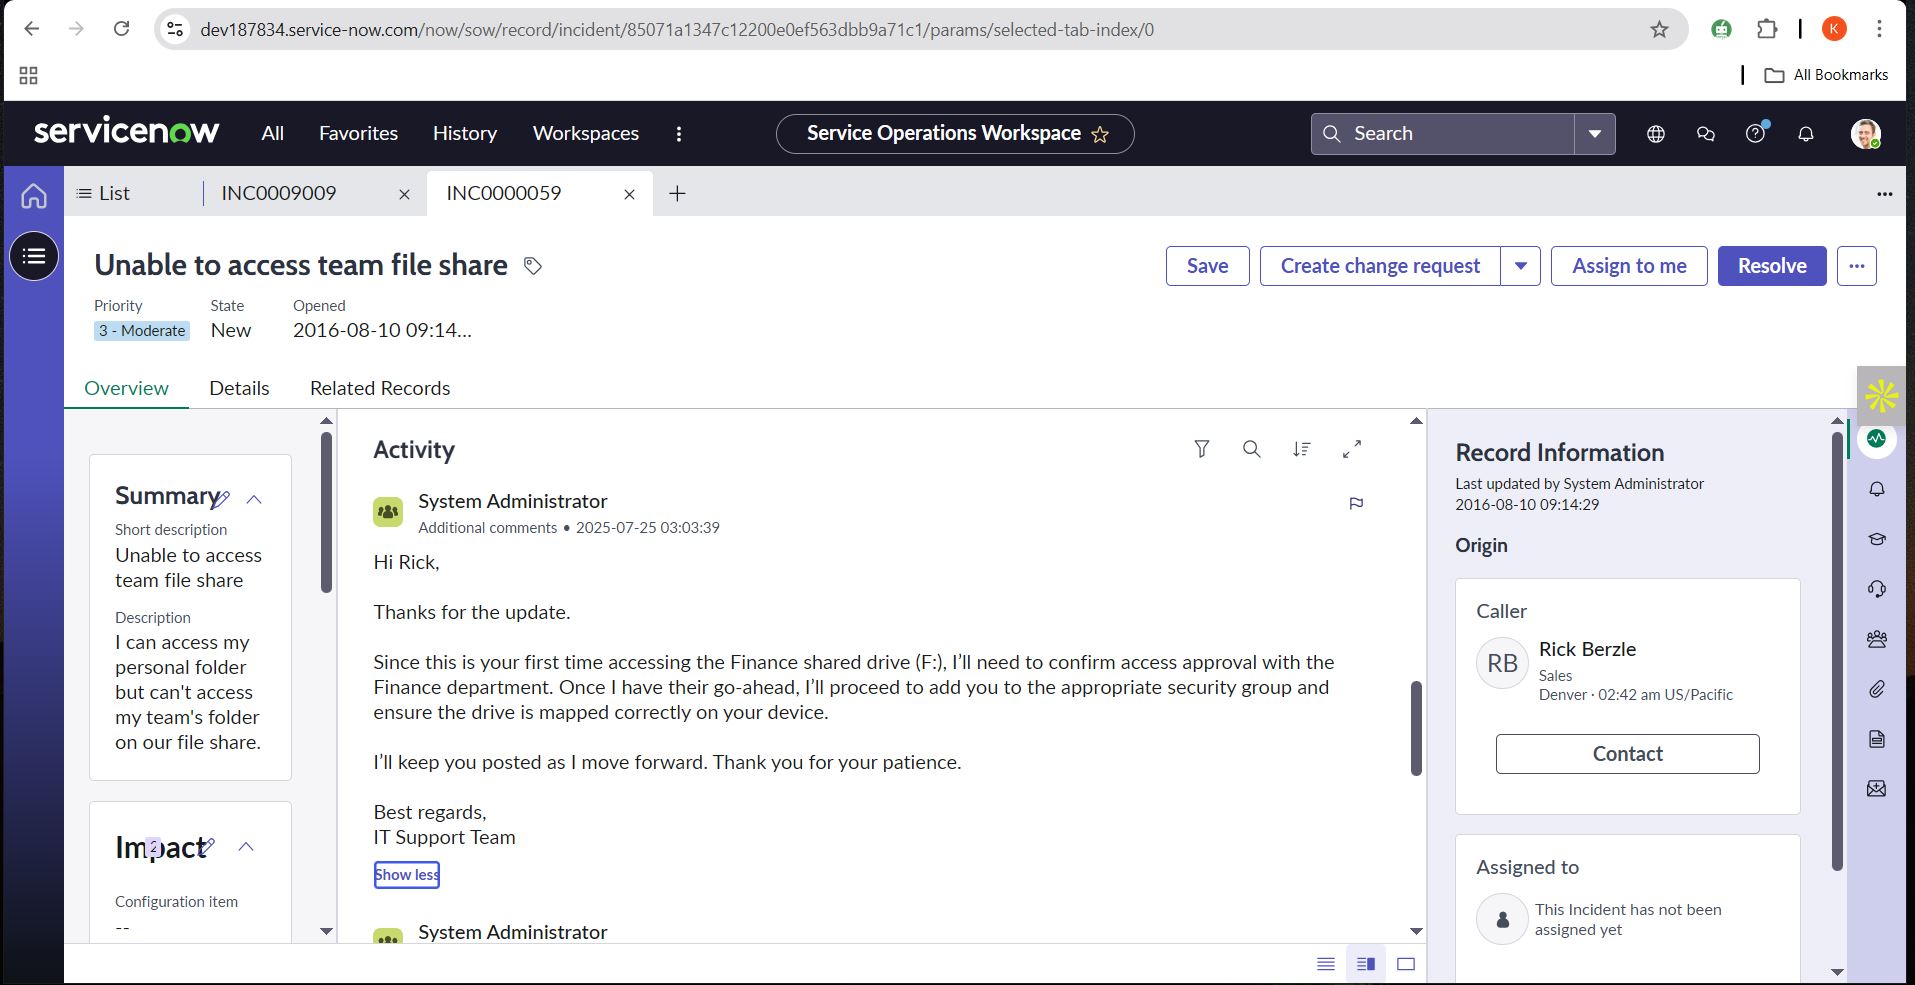 dev187834.service-now.com/now/sow/record/incident/85071a1347c12200e0ef563dbb9a71c1/params/selected-tab-index/0
K
All Bookmarks
servicenow
All
Favorites
History
Workspaces
Service Operations Workspace
Search
List
INC0009009
INC0000059
Unable to access team file share
Save
Create change request
Assign to me
Resolve
Priority
State
Opened
3 - Moderate
New
2016-08-10 09:14...
Overview
Details
Related Records
Summary
Short description
Unable to access
team file share
Description
I can access my
personal folder
but can't access
my team's folder
on our file share.
Impact
2
Configuration item
--
Activity
System Administrator
Additional comments • 2025-07-25 03:03:39
Hi Rick,
Thanks for the update.
Since this is your first time accessing the Finance shared drive (F:), I’ll need to confirm access approval with the
Finance department. Once I have their go-ahead, I’ll proceed to add you to the appropriate security group and
ensure the drive is mapped correctly on your device.
I’ll keep you posted as I move forward. Thank you for your patience.
Best regards,
IT Support Team
Show less
System Administrator
Record Information
Last updated by System Administrator
2016-08-10 09:14:29
Origin
Caller
RB
Rick Berzle
Sales
Denver · 02:42 am US/Pacific
Contact
Assigned to
This Incident has not been
assigned yet